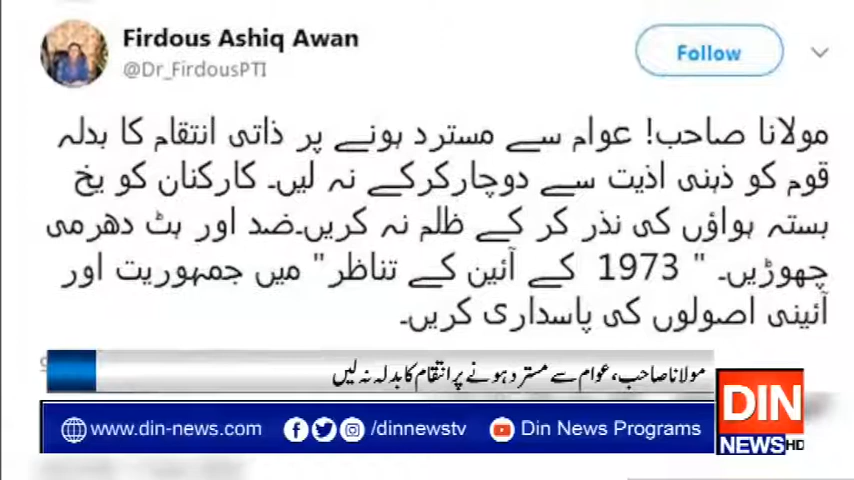 Firdous Ashiq Awan
@Dr_FirdousPTI
Follow
مولانا صاحب! عوام سے مسترد ہونے پر ذاتی انتقام کا بدلہ
قوم کو ذہنی اذیت سے دوچارکرکے نہ لیں۔ کارکنان کو یخ
بستہ ہواؤں کی نذر کر کے ظلم نہ کریں۔ضد اور ہٹ دھرمی
چھوڑیں۔ " 1973 کے آئین کے تناظر" میں جمہوریت اور
آئینی اصولوں کی پاسداری کریں۔
مولانا صاحب، عوام سے مسترد ہونے پر انتقام کا بدلہ نہ لیں
www.din-news.com /dinnewstv Din News Programs
DIN
NEWS HD